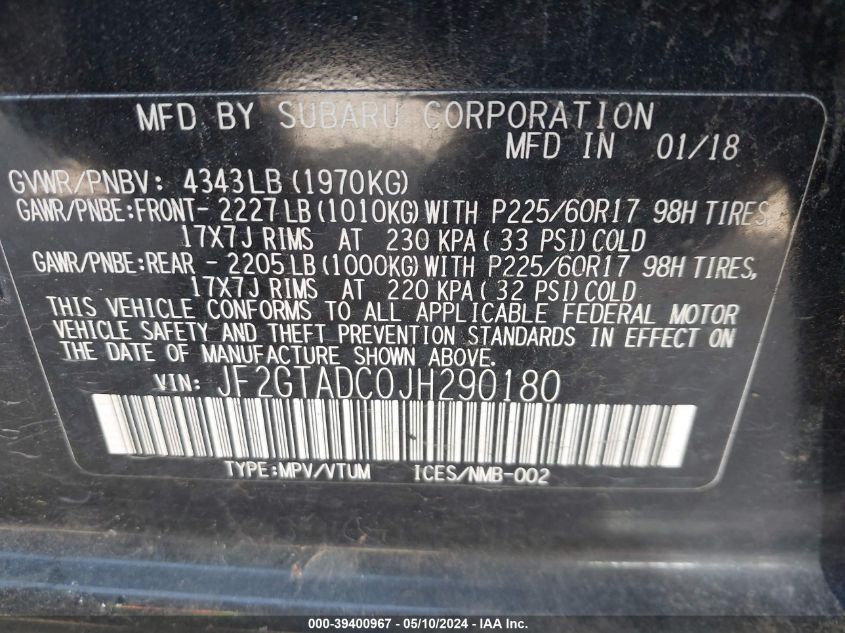 MFD BY SUBARU CORPORATION
MFD IN 01/18
GVWR/PNBV: 4343LB (1970KG)
GAWR/PNBE:FRONT- 2227LB (1010KG) WITH P225/60R17 98H TIRES,
17X7J RIMS AT 230 KPA ( 33 PSI) COLD
GAWR/PNBE:REAR - 2205LB (1000KG) WITH P225/60R17 98H TIRES,
17X7J RIMS AT 220 KPA ( 32 PSI) COLD
THIS VEHICLE CONFORMS TO ALL APPLICABLE FEDERAL MOTOR
VEHICLE SAFETY AND THEFT PREVENTION STANDARDS IN EFFECT ON
THE DATE OF MANUFACTURE SHOWN ABOVE.
VIN: JF2GTADC0JH290180
TYPE:MPV/VTUM ICES/NMB-002
000-39400967 - 05/10/2024 - IAA Inc.